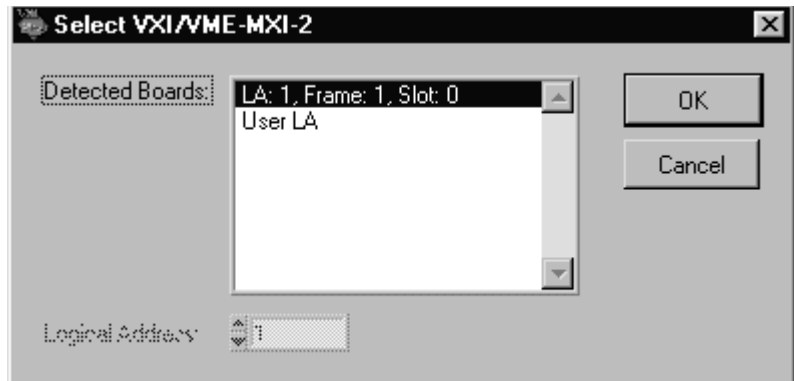 Select VXI/VME-MXI-2
Detected Boards:
LA: 1, Frame: 1, Slot: 0
User LA
OK
Cancel
Logical Address:
1